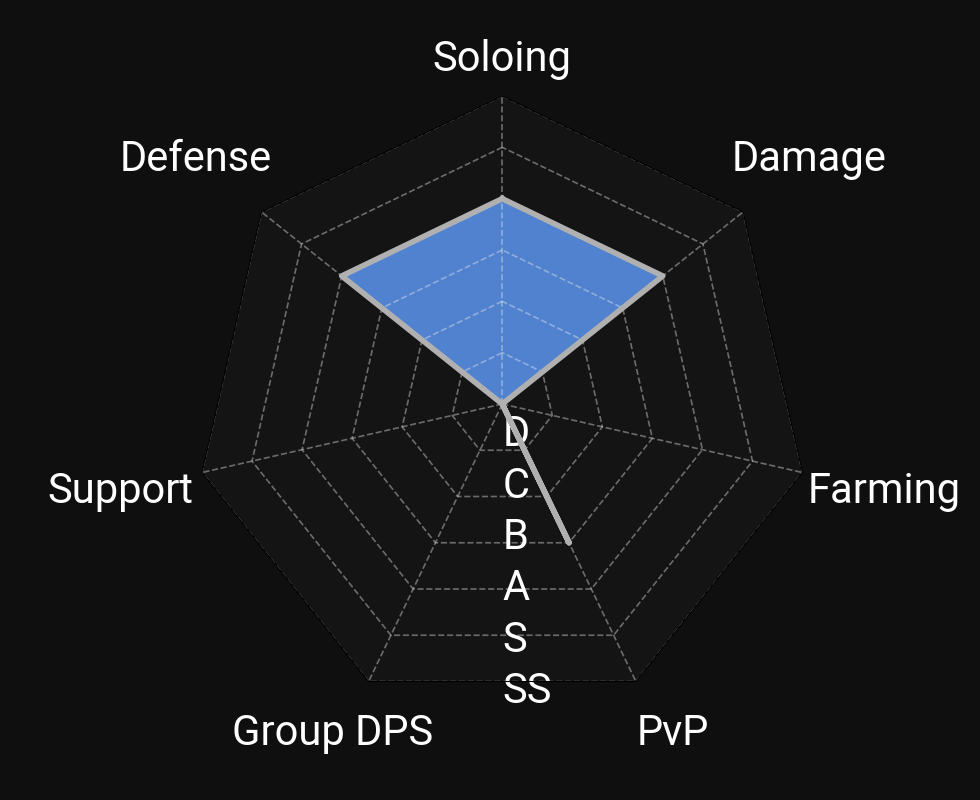 Soloing
Defense
Damage
D
C
Support
Farming
B
A
S
SS
Group DPS
PvP